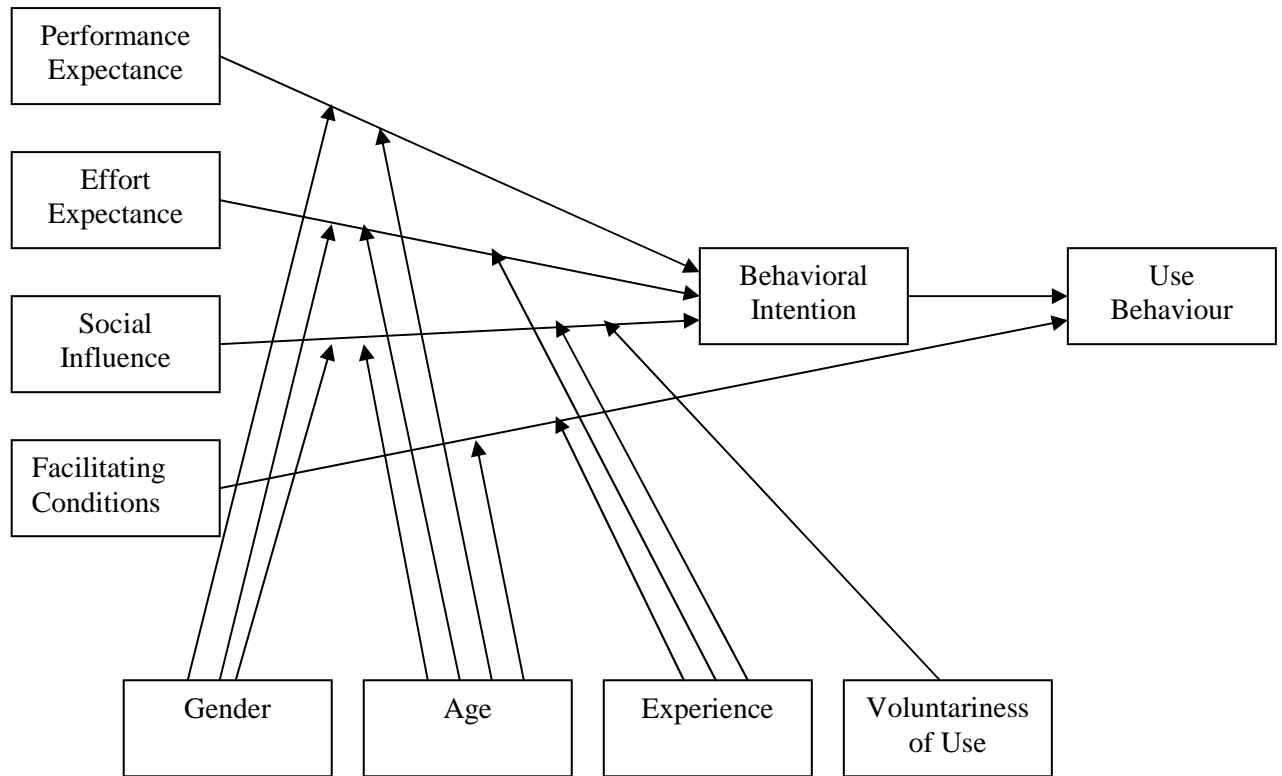 Performance
Expectance
Effort
Expectance
Social
Influence
Facilitating
Conditions
Behavioral
Intention
Use
Behaviour
Gender
Age
Experience
Voluntariness
of Use